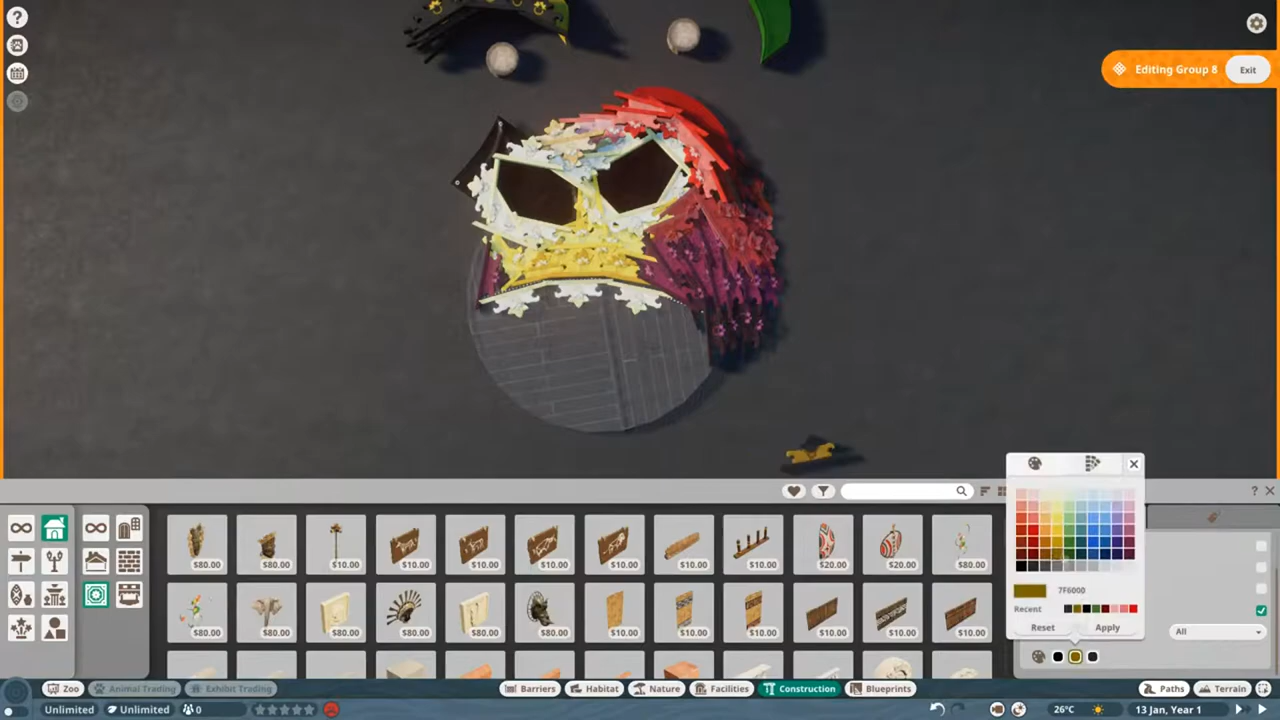 ?
Editing Group 8
Exit
? ×
$80.00 $80.00 $10.00 $10.00 $10.00 $10.00 $10.00 $10.00 $10.00 $20.00 $20.00 $80.00
$80.00 $80.00 $80.00 $80.00 $80.00 $80.00 $10.00 $10.00 $10.00 $10.00 $10.00 $10.00
7F6000
Recent
Reset Apply
All
Zoo Animal Trading Exhibit Trading Barriers Habitat Nature Facilities Construction Blueprints Paths Terrain
Unlimited Unlimited 0 26°C 13 Jan, Year 1